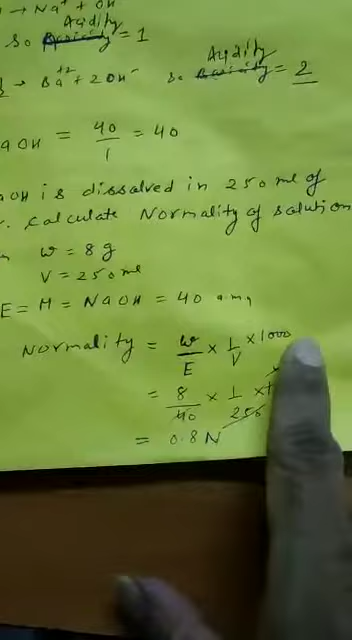 → Na⁺ + OH⁻
Acidity
so = 1
Acidity
→ Ba⁺² + 2OH⁻ so = 2
aOH = 40/1 = 40
aOH is dissolved in 250 ml of
. Calculate Normality of solution
w = 8 g
V = 250 ml
E = M = NaOH = 40 a.m.u
Normality = w/E × 1/V × 1000
= 8/40 × 1/250 ×
= 0.8 N